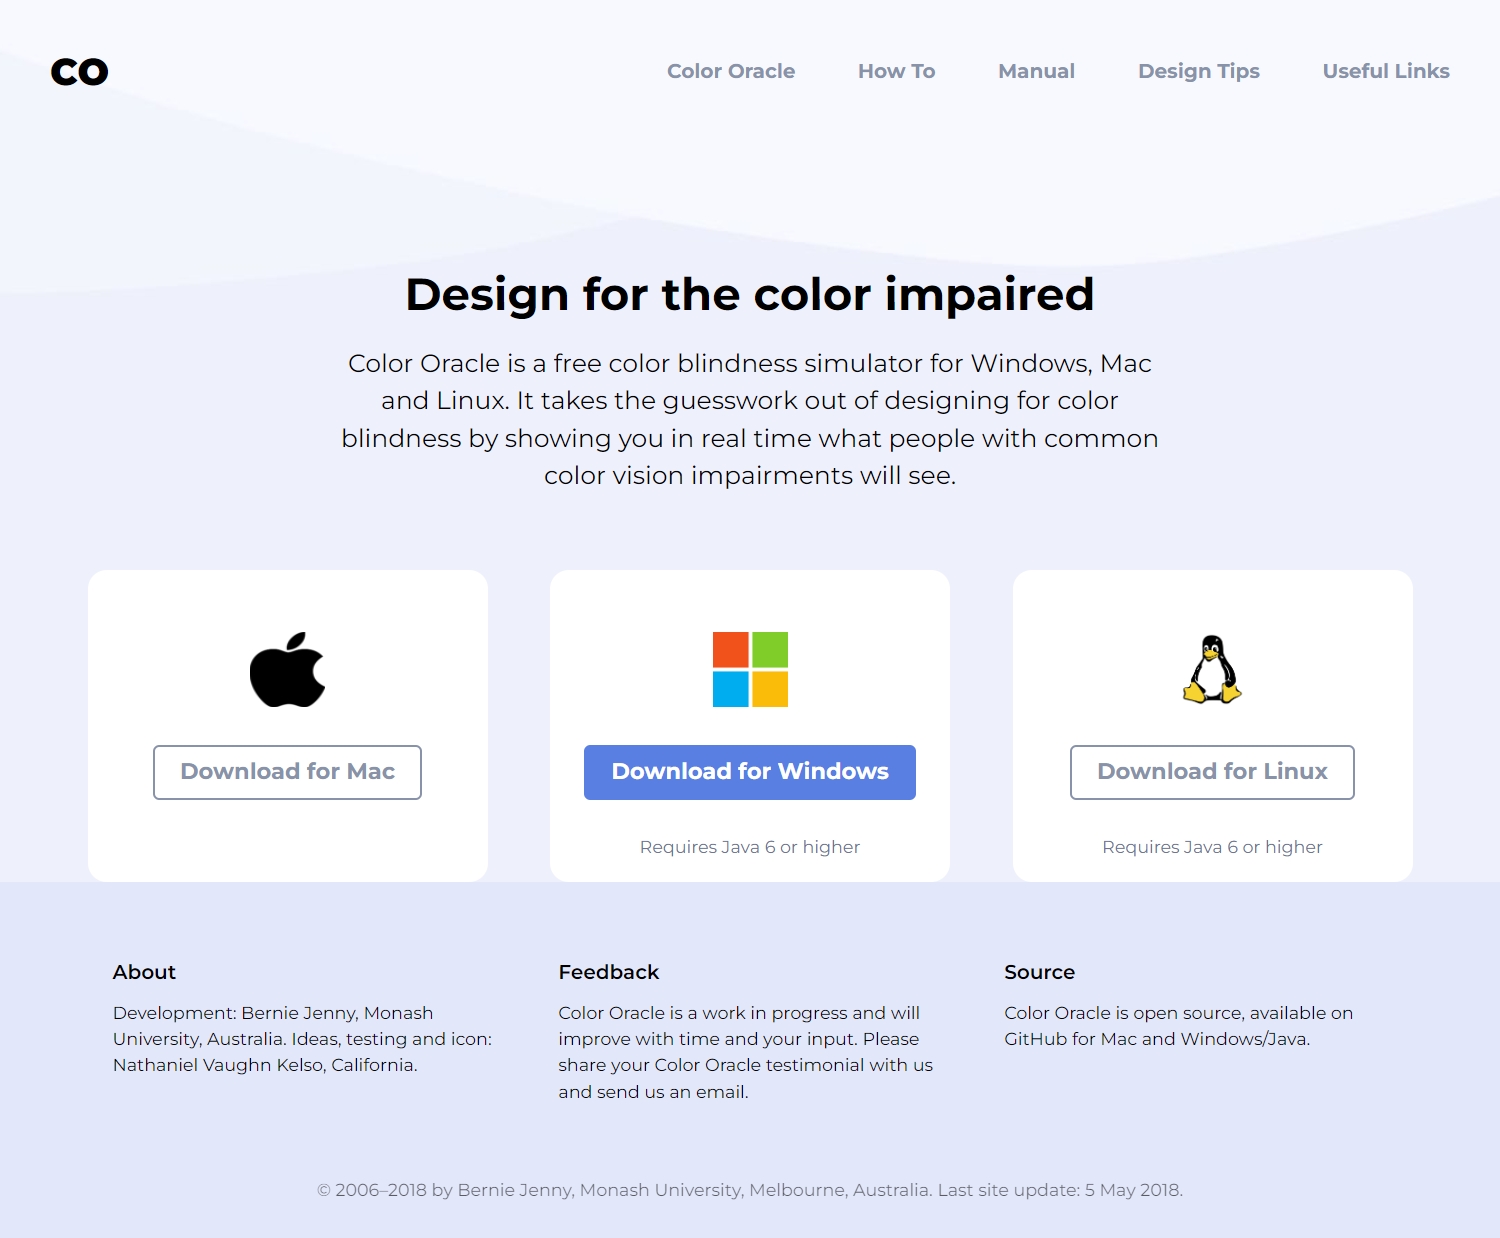 co
Color Oracle
How To
Manual
Design Tips
Useful Links
Design for the color impaired
Color Oracle is a free color blindness simulator for Windows, Mac
and Linux. It takes the guesswork out of designing for color
blindness by showing you in real time what people with common
color vision impairments will see.
Download for Mac
Download for Windows
Requires Java 6 or higher
Download for Linux
Requires Java 6 or higher
About
Development: Bernie Jenny, Monash
University, Australia. Ideas, testing and icon:
Nathaniel Vaughn Kelso, California.
Feedback
Color Oracle is a work in progress and will
improve with time and your input. Please
share your Color Oracle testimonial with us
and send us an email.
Source
Color Oracle is open source, available on
GitHub for Mac and Windows/Java.
© 2006–2018 by Bernie Jenny, Monash University, Melbourne, Australia. Last site update: 5 May 2018.